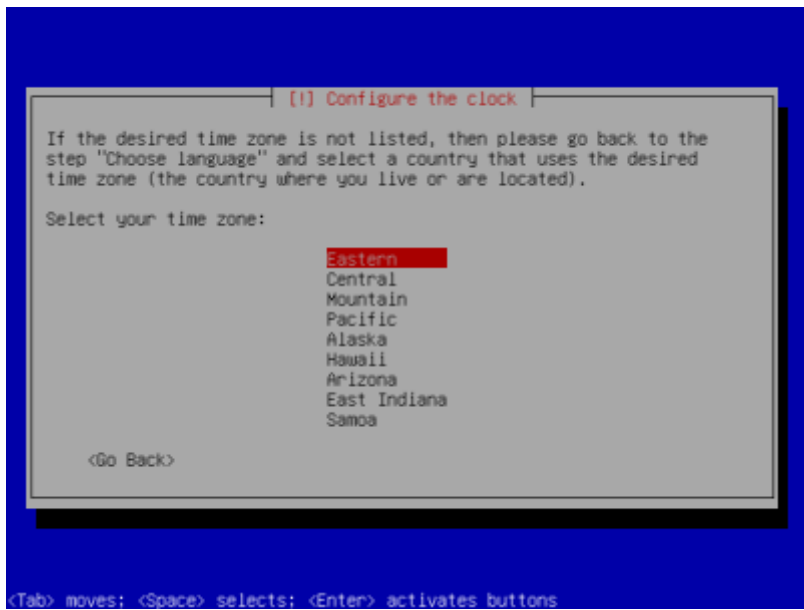 [!] Configure the clock
If the desired time zone is not listed, then please go back to the
step "Choose language" and select a country that uses the desired
time zone (the country where you live or are located).
Select your time zone:
Eastern
Central
Mountain
Pacific
Alaska
Hawaii
Arizona
East Indiana
Samoa
<Go Back>
<Tab> moves; <Space> selects; <Enter> activates buttons